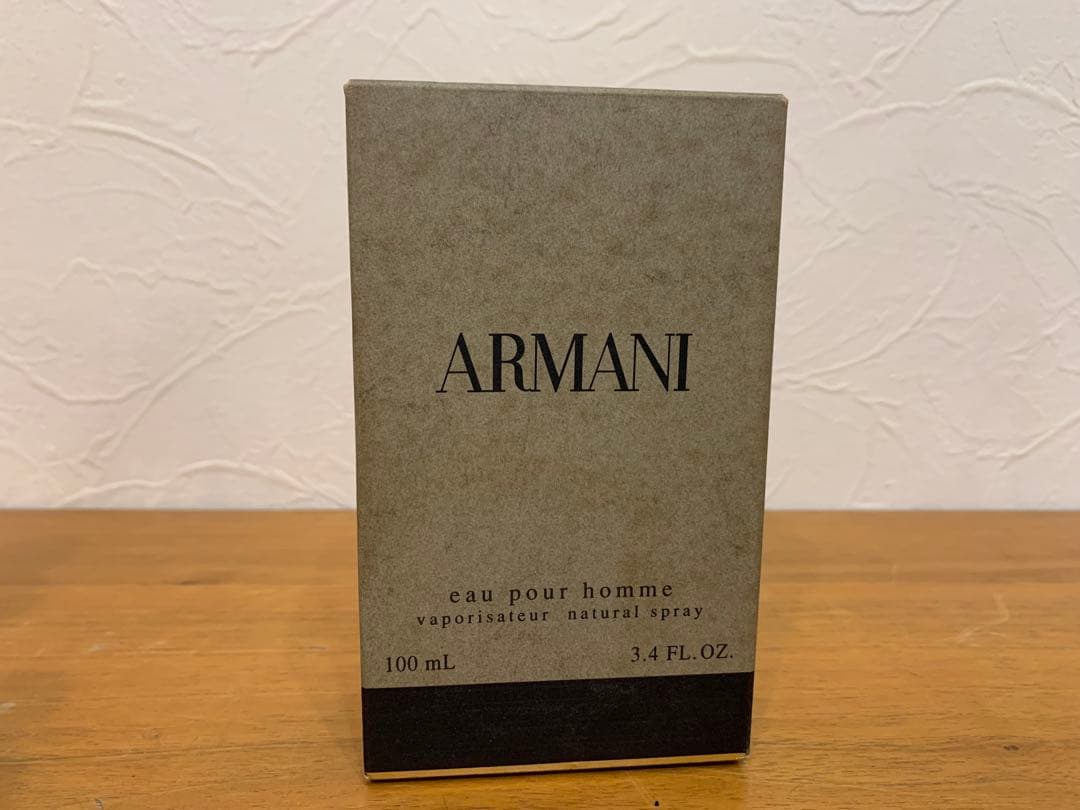 ARMANI
eau pour homme
vaporisateur natural spray
100 mL 3.4 FL.OZ.